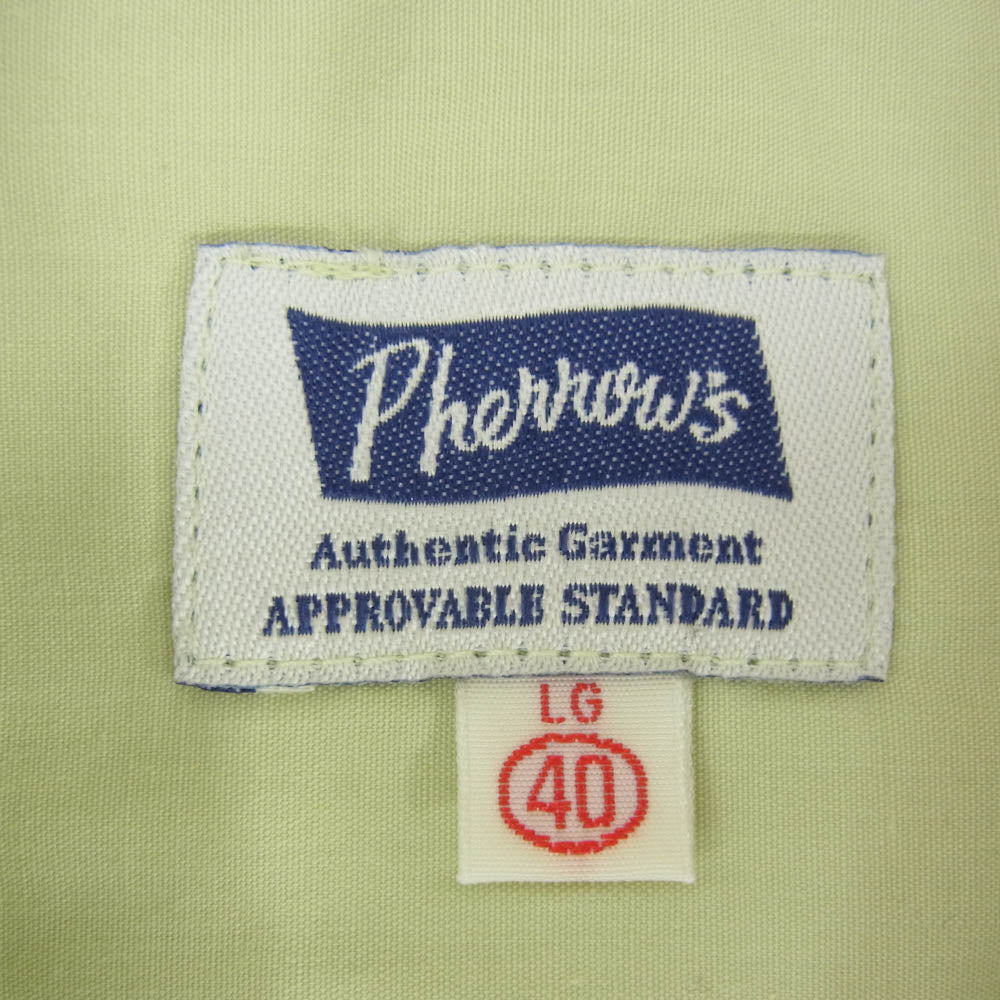 Pherrow's
Authentic Garment
APPROVABLE STANDARD
LG
40